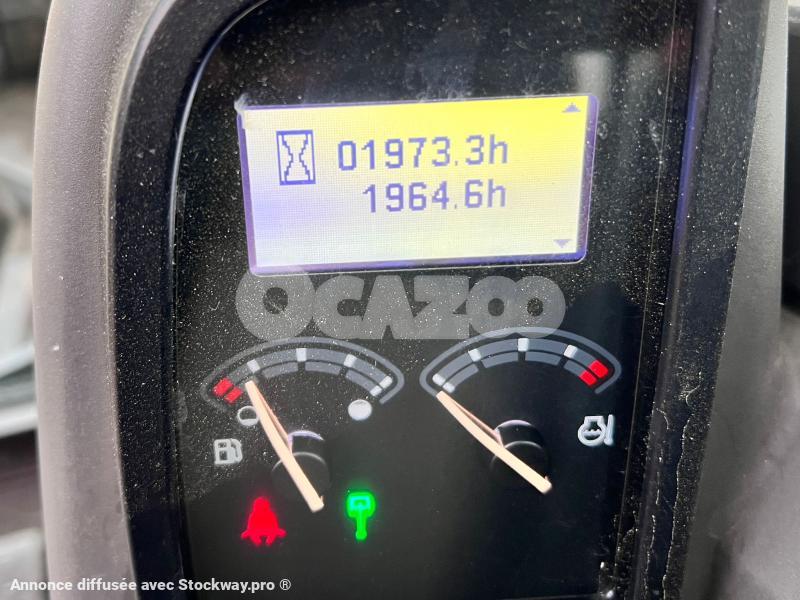 01973.3h
1964.6h
OCAZOO
Annonce diffusée avec Stockway.pro ®